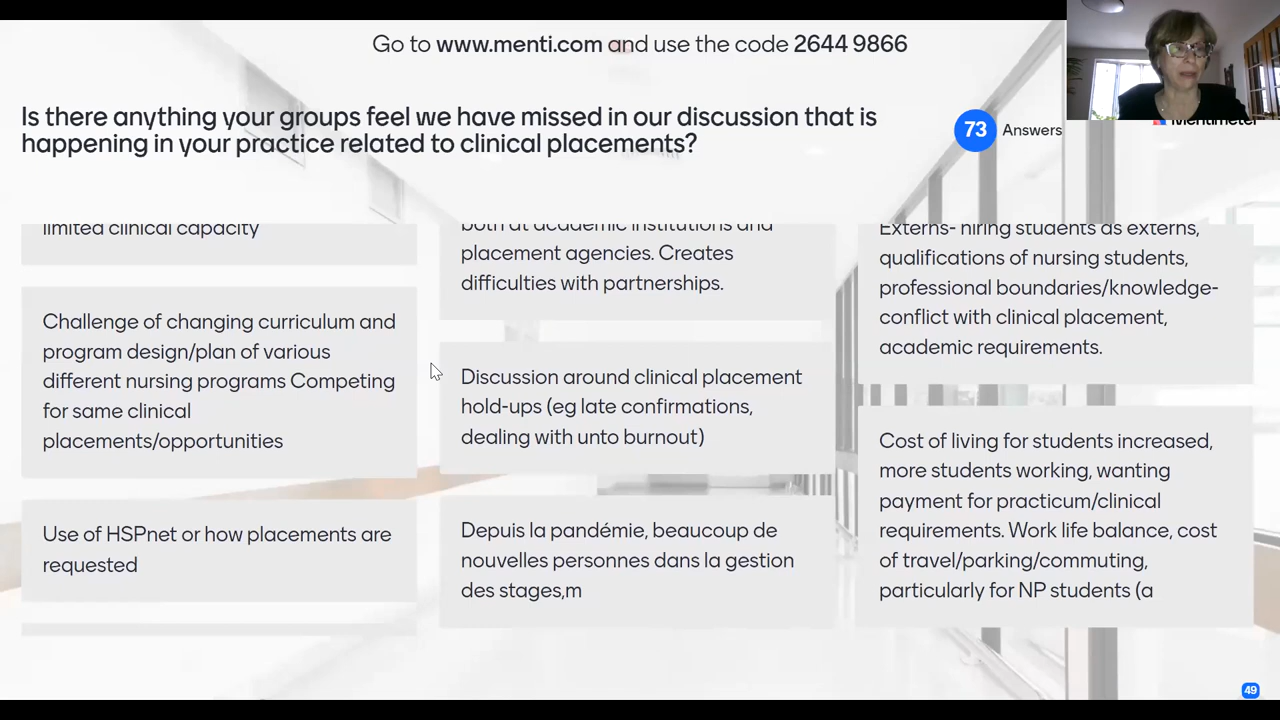 Go to www.menti.com and use the code 2644 9866
Is there anything your groups feel we have missed in our discussion that is
happening in your practice related to clinical placements?
73 Answers
Mentimeter
limited clinical capacity
Challenge of changing curriculum and
program design/plan of various
different nursing programs Competing
for same clinical
placements/opportunities
Use of HSPnet or how placements are
requested
both at academic institutions and
placement agencies. Creates
difficulties with partnerships.
Discussion around clinical placement
hold-ups (eg late confirmations,
dealing with unto burnout)
Depuis la pandémie, beaucoup de
nouvelles personnes dans la gestion
des stages,m
Externs- hiring students as externs,
qualifications of nursing students,
professional boundaries/knowledge-
conflict with clinical placement,
academic requirements.
Cost of living for students increased,
more students working, wanting
payment for practicum/clinical
requirements. Work life balance, cost
of travel/parking/commuting,
particularly for NP students (a
49